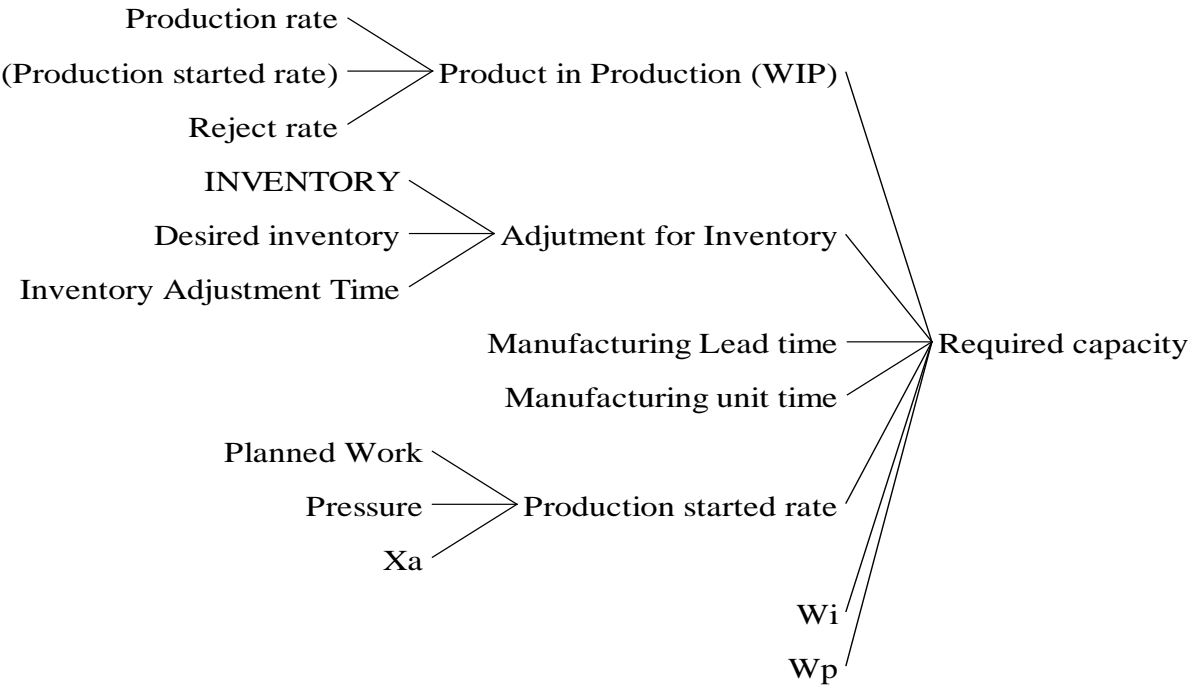 Production rate
(Production started rate)
Product in Production (WIP)
Reject rate
INVENTORY
Desired inventory
Adjutment for Inventory
Inventory Adjustment Time
Manufacturing Lead time
Required capacity
Manufacturing unit time
Planned Work
Pressure
Production started rate
Xa
Wi
Wp